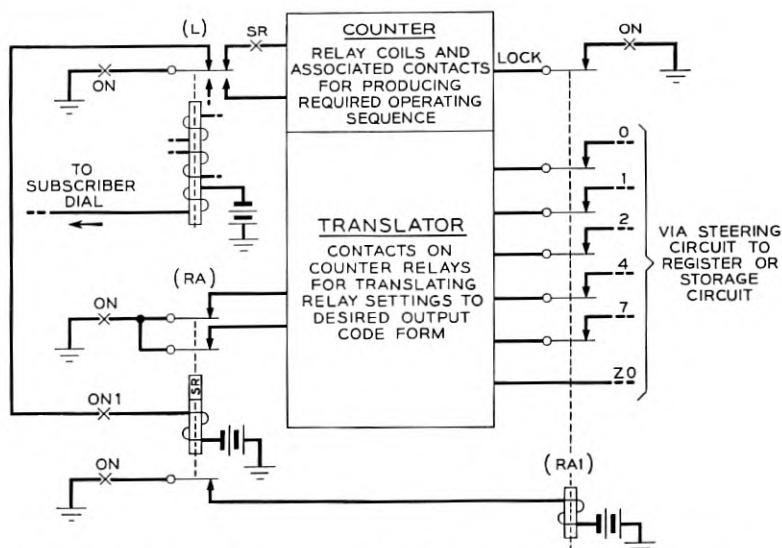 (L)
SR
ON
COUNTER
RELAY COILS AND
ASSOCIATED CONTACTS
FOR PRODUCING
REQUIRED OPERATING
SEQUENCE
LOCK
ON
TO
SUBSCRIBER
DIAL
TRANSLATOR
CONTACTS ON
COUNTER RELAYS
FOR TRANSLATING
RELAY SETTINGS TO
DESIRED OUTPUT
CODE FORM
0
1
2
4
7
Z0
VIA STEERING
CIRCUIT TO
REGISTER OR
STORAGE
CIRCUIT
(RA)
ON
SR
ON1
ON
(RA1)